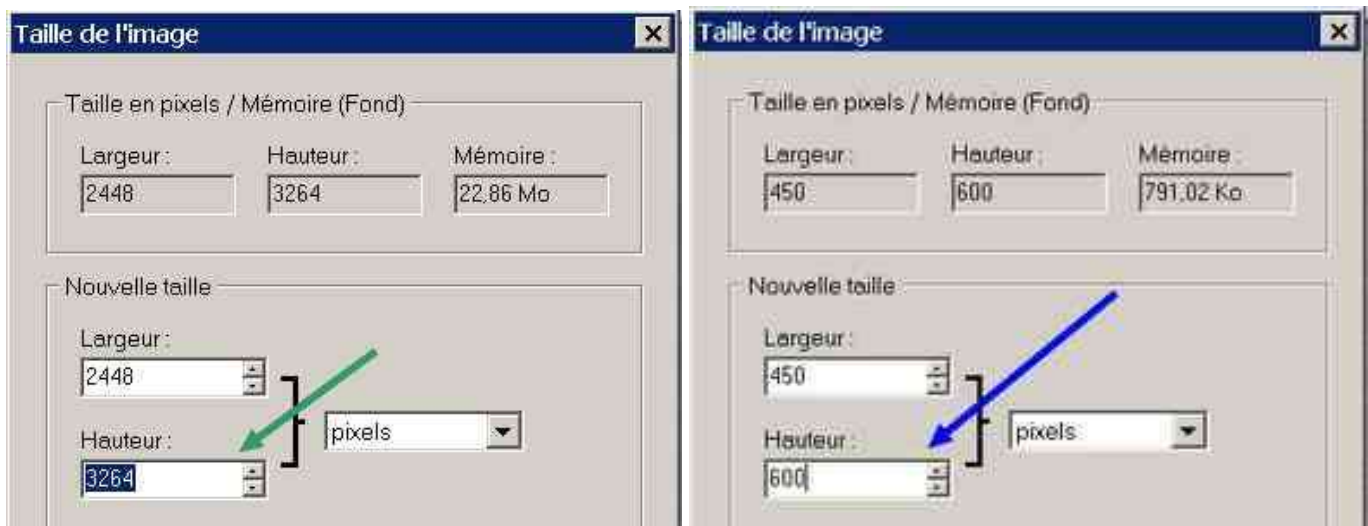 Taille de l'image
Taille en pixels / Mémoire (Fond)
Largeur : Hauteur : Mémoire :
2448 3264 22,86 Mo
Nouvelle taille
Largeur :
2448
Hauteur :
pixels
3264
Taille de l'image
Taille en pixels / Mémoire (Fond)
Largeur : Hauteur : Mémoire :
450 600 791,02 Ko
Nouvelle taille
Largeur :
450
Hauteur :
pixels
600